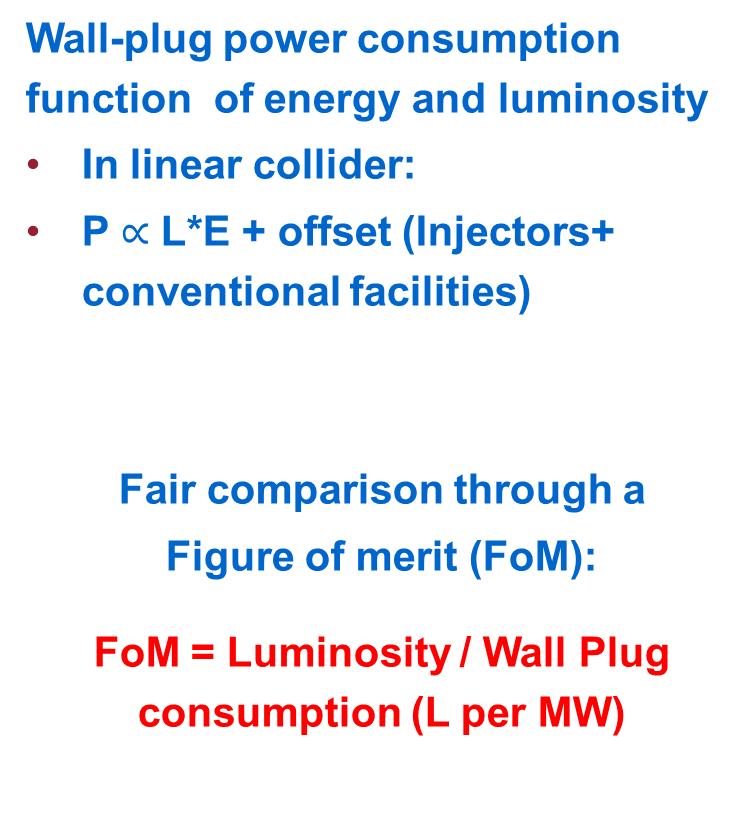 Wall-plug power consumption
function  of energy and luminosity
• In linear collider:
• P ∝ L*E + offset (Injectors+
conventional facilities)
Fair comparison through a
Figure of merit (FoM):
FoM = Luminosity / Wall Plug
consumption (L per MW)